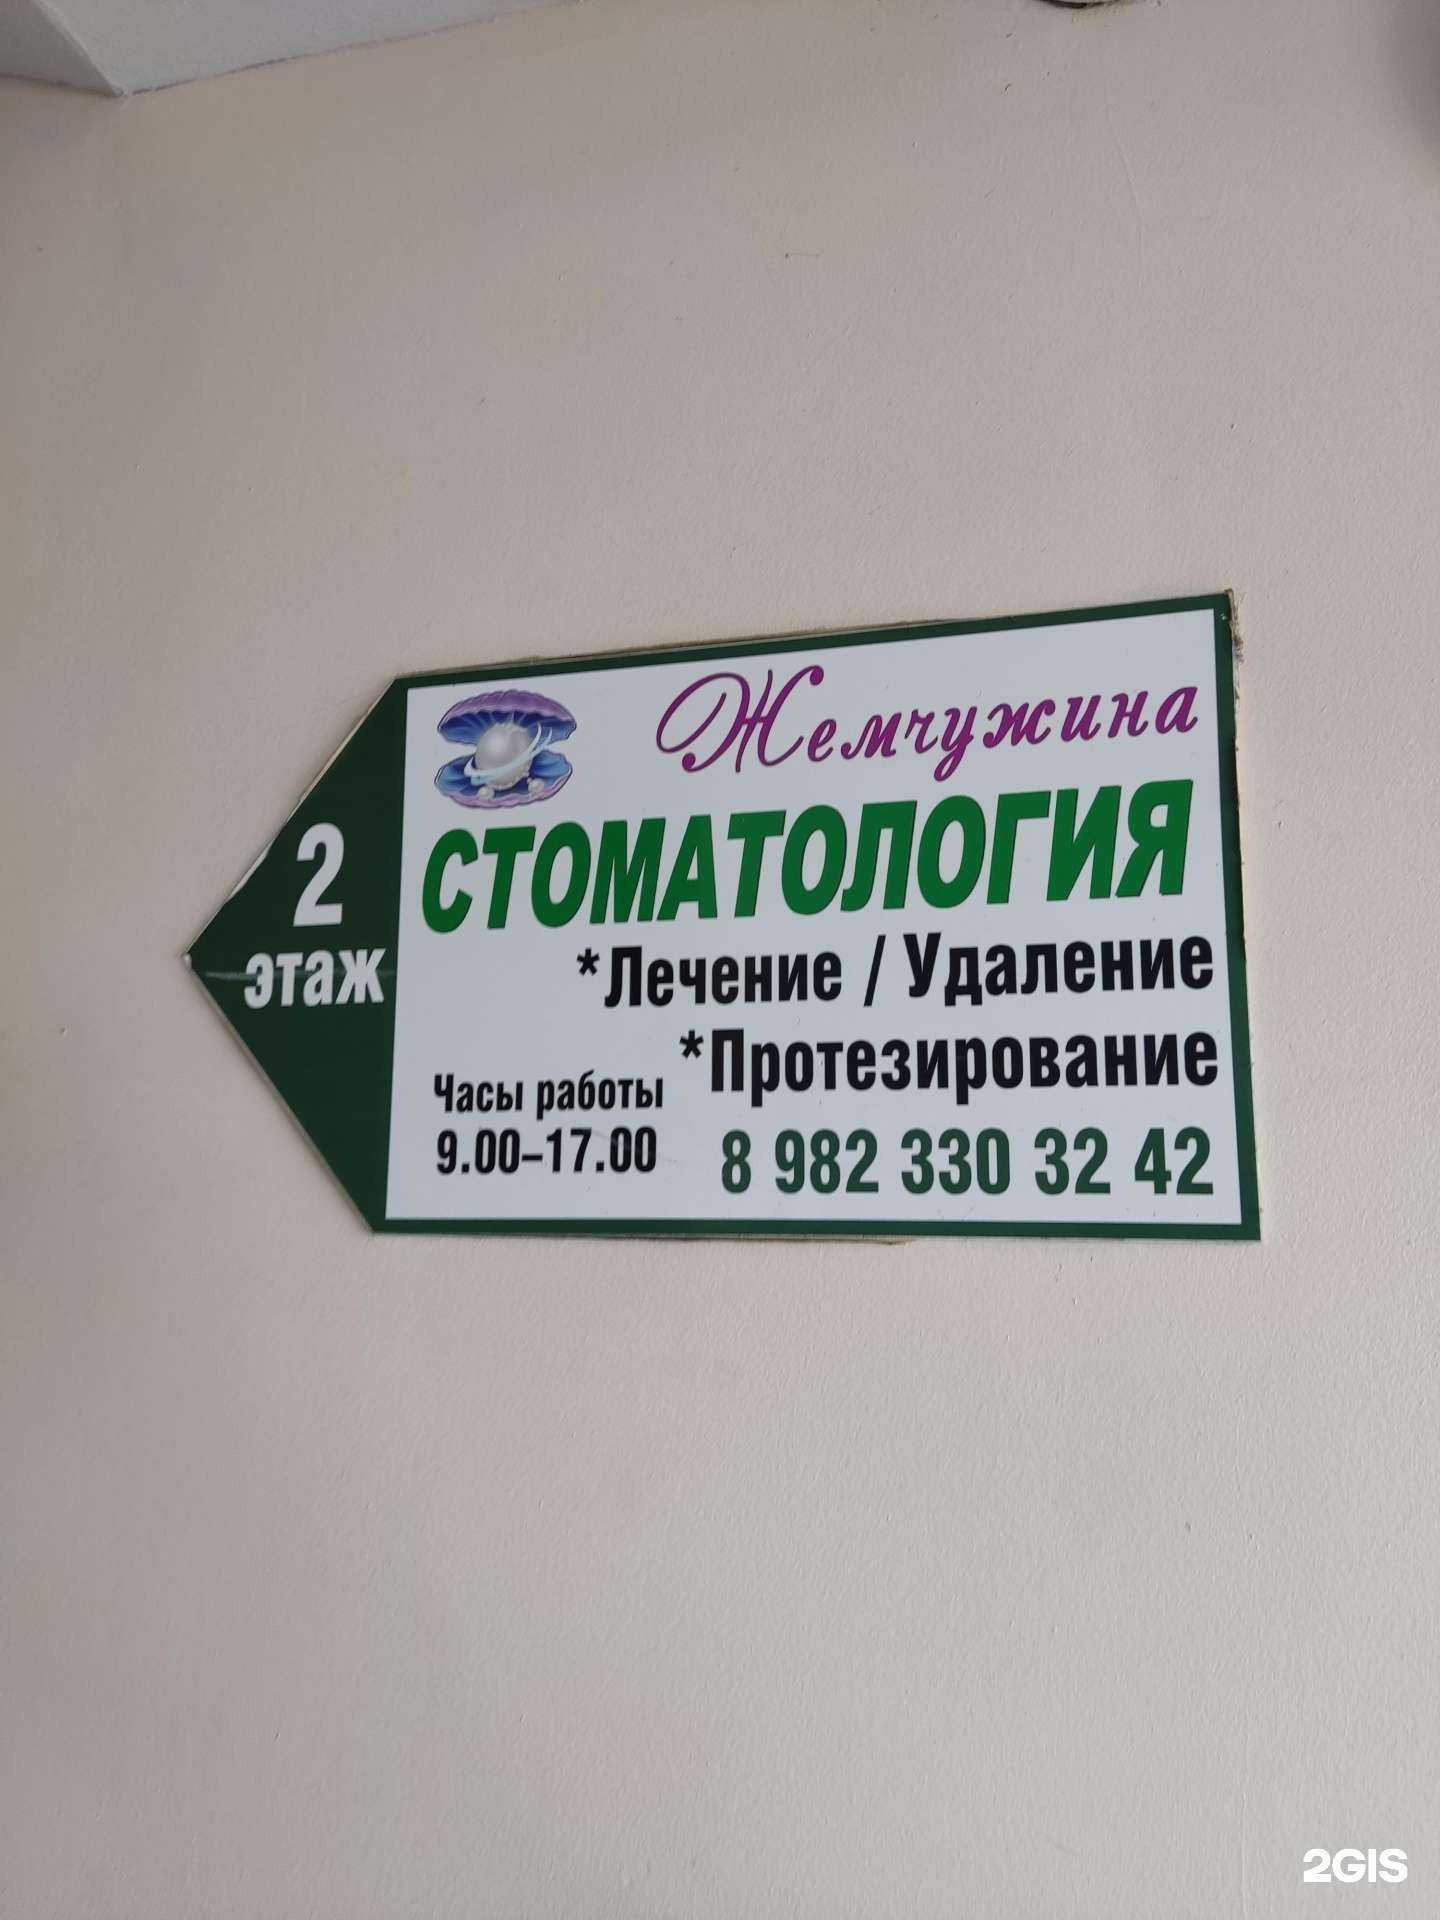 Жемчужина
СТОМАТОЛОГИЯ
2
этаж
*Лечение / Удаление
*Протезирование
Часы работы
9.00–17.00
8 982 330 32 42
2GIS